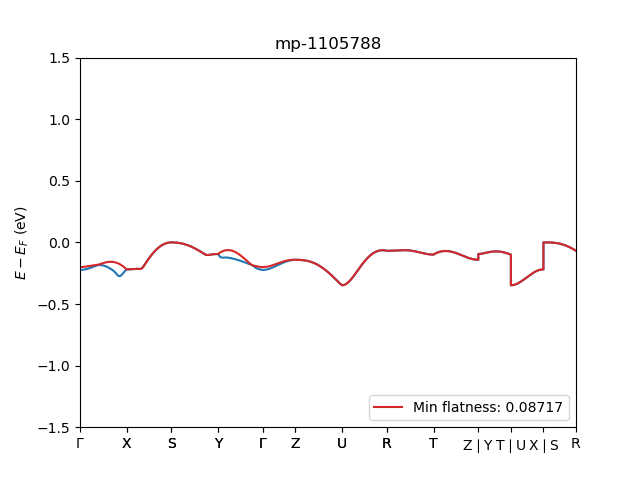 mp-1105788
E − E_F (eV)
1.5
1.0
0.5
0.0
−0.5
−1.0
−1.5
Min flatness: 0.08717
Γ X S Y Γ Z U R T Z | Y T | U X | S R